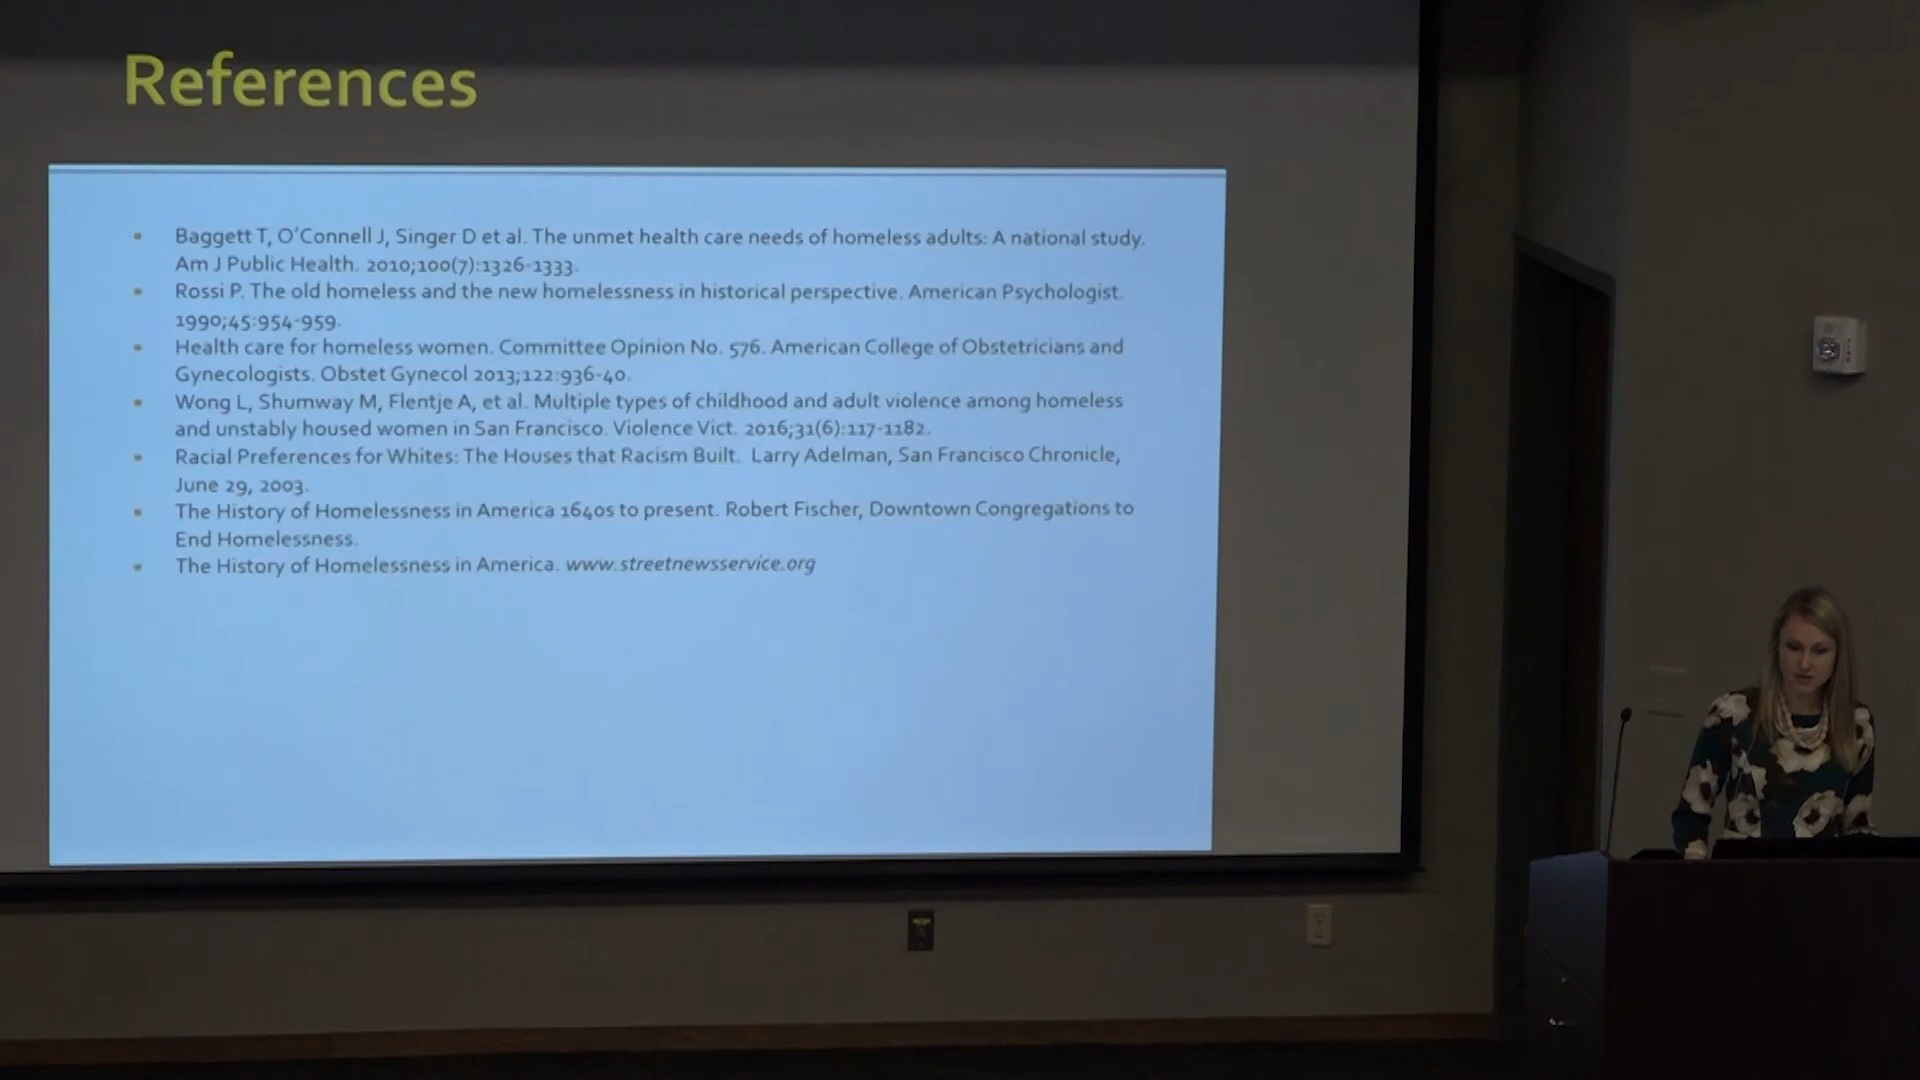 References
Baggett T, O'Connell J, Singer D et al. The unmet health care needs of homeless adults: A national study.
Am J Public Health. 2010;100(7):1326-1333.
Rossi P. The old homeless and the new homelessness in historical perspective. American Psychologist.
1990;45:954-959.
Health care for homeless women. Committee Opinion No. 576. American College of Obstetricians and
Gynecologists. Obstet Gynecol 2013;122:936-40.
Wong L, Shumway M, Flentje A, et al. Multiple types of childhood and adult violence among homeless
and unstably housed women in San Francisco. Violence Vict. 2016;31(6):117-1182.
Racial Preferences for Whites: The Houses that Racism Built. Larry Adelman, San Francisco Chronicle,
June 29, 2003.
The History of Homelessness in America 1640s to present. Robert Fischer, Downtown Congregations to
End Homelessness.
The History of Homelessness in America. www.streetnewsservice.org